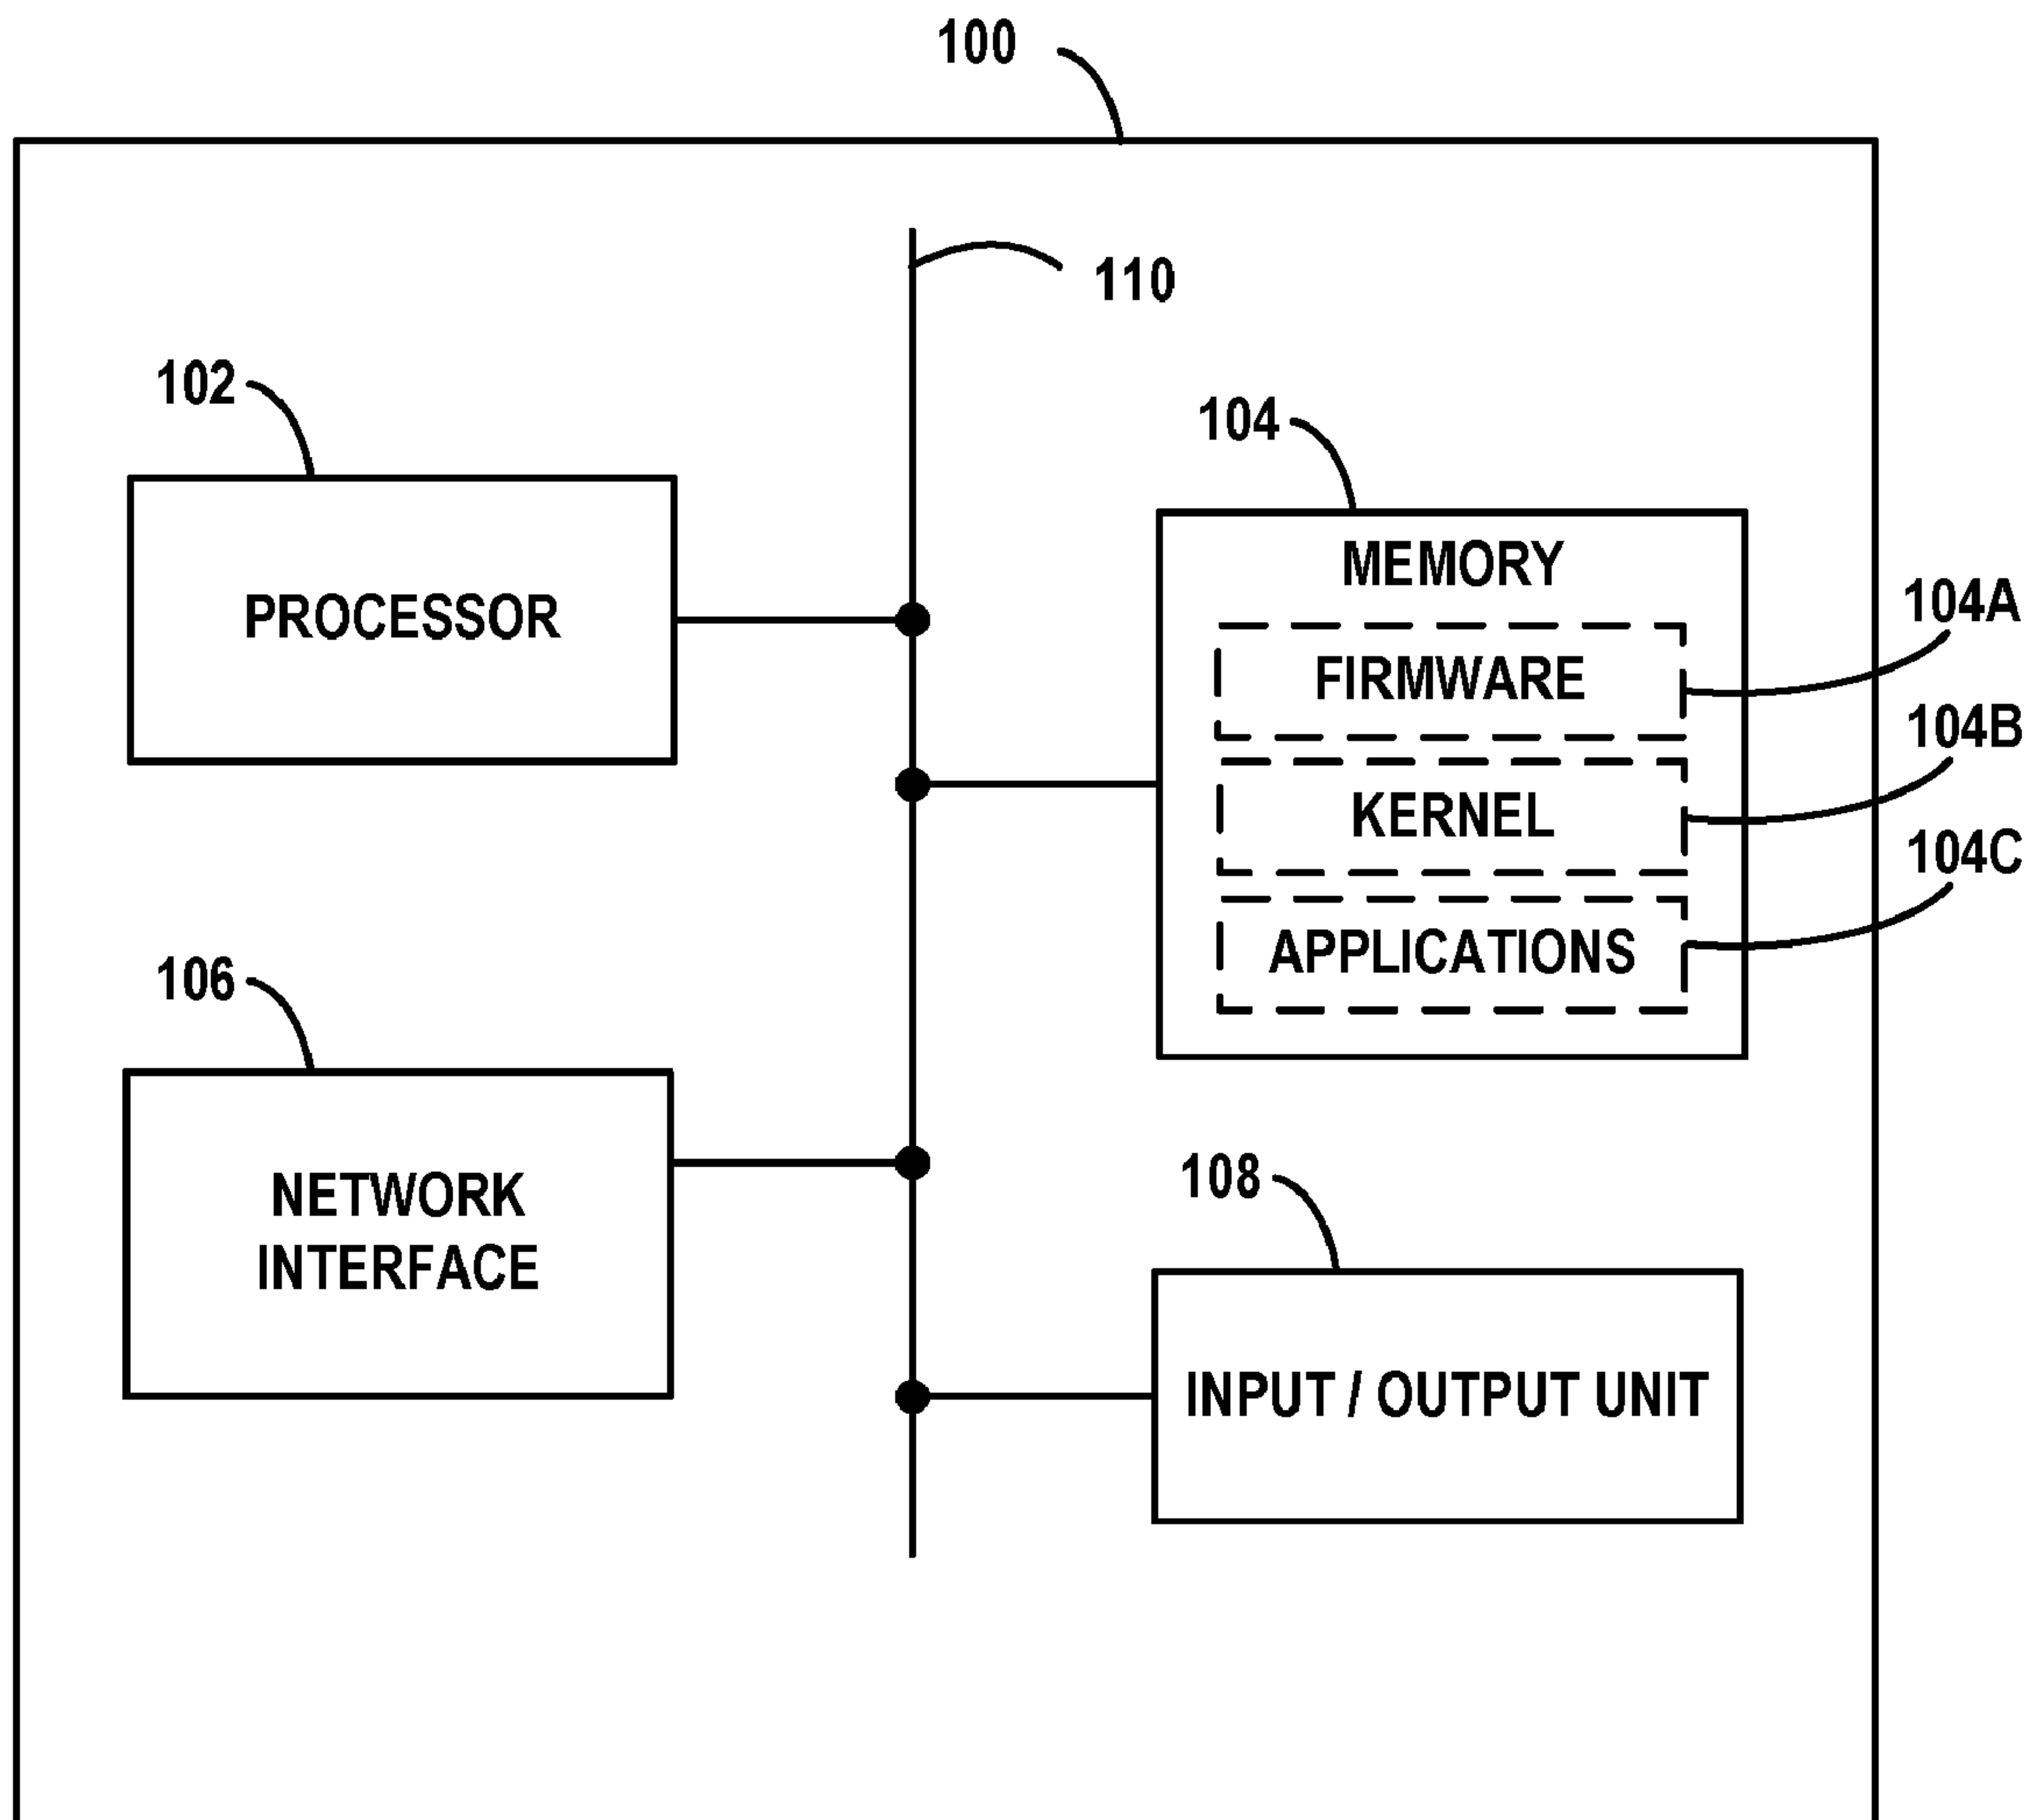 100
110
102
PROCESSOR
104
MEMORY
FIRMWARE
104A
KERNEL
104B
APPLICATIONS
104C
106
NETWORK
INTERFACE
108
INPUT / OUTPUT UNIT